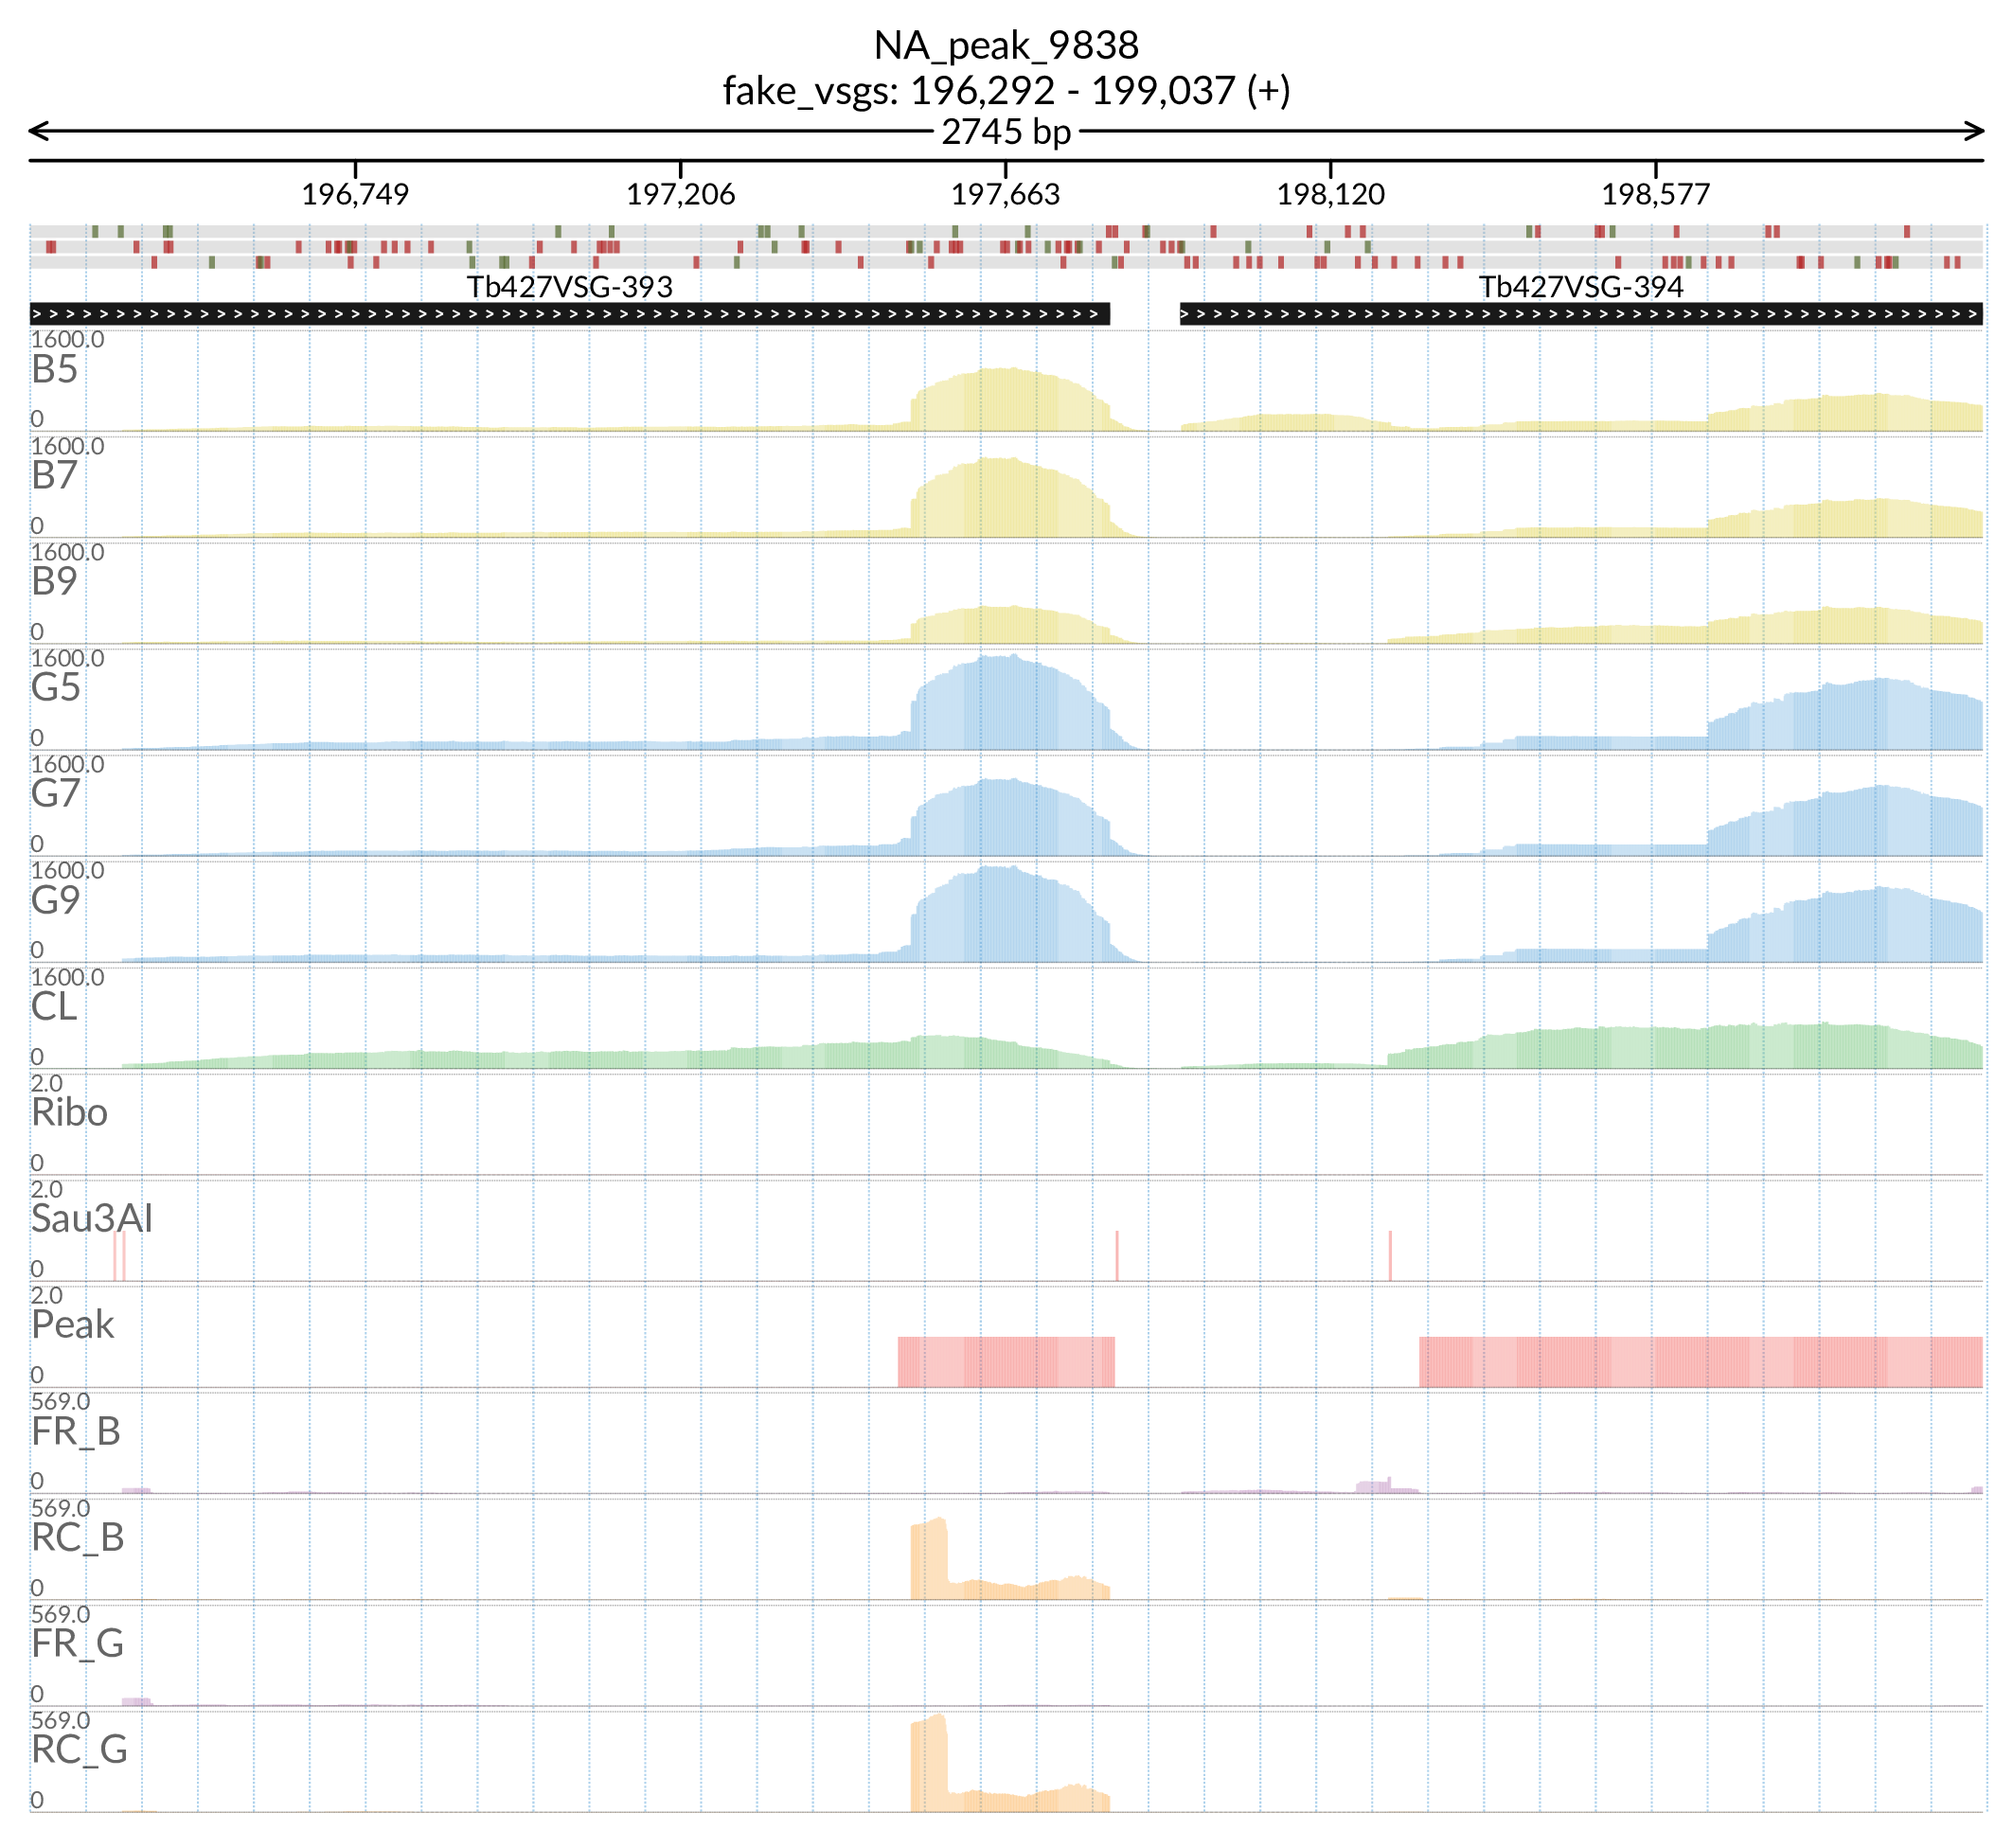 NA_peak_9838
fake_vsgs: 196,292 - 199,037 (+)
2745 bp
196,749 197,206 197,663 198,120 198,577
Tb427VSG-393 Tb427VSG-394
1600.0
B5
0
1600.0
B7
0
1600.0
B9
0
1600.0
G5
0
1600.0
G7
0
1600.0
G9
0
1600.0
CL
0
2.0
Ribo
0
2.0
Sau3AI
0
2.0
Peak
0
569.0
FR_B
0
569.0
RC_B
0
569.0
FR_G
0
569.0
RC_G
0